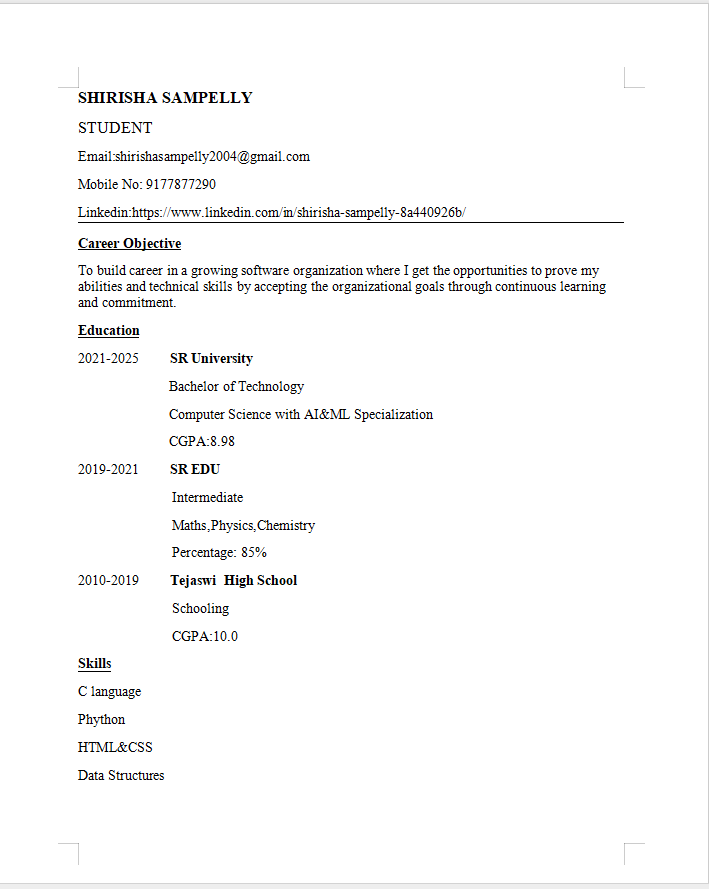 SHIRISHA SAMPELLY
STUDENT
Email:shirishasampelly2004@gmail.com
Mobile No: 9177877290
Linkedin:https://www.linkedin.com/in/shirisha-sampelly-8a440926b/
Career Objective
To build career in a growing software organization where I get the opportunities to prove my
abilities and technical skills by accepting the organizational goals through continuous learning
and commitment.
Education
2021-2025 SR University
Bachelor of Technology
Computer Science with AI&ML Specialization
CGPA:8.98
2019-2021 SR EDU
Intermediate
Maths,Physics,Chemistry
Percentage: 85%
2010-2019 Tejaswi High School
Schooling
CGPA:10.0
Skills
C language
Phython
HTML&CSS
Data Structures